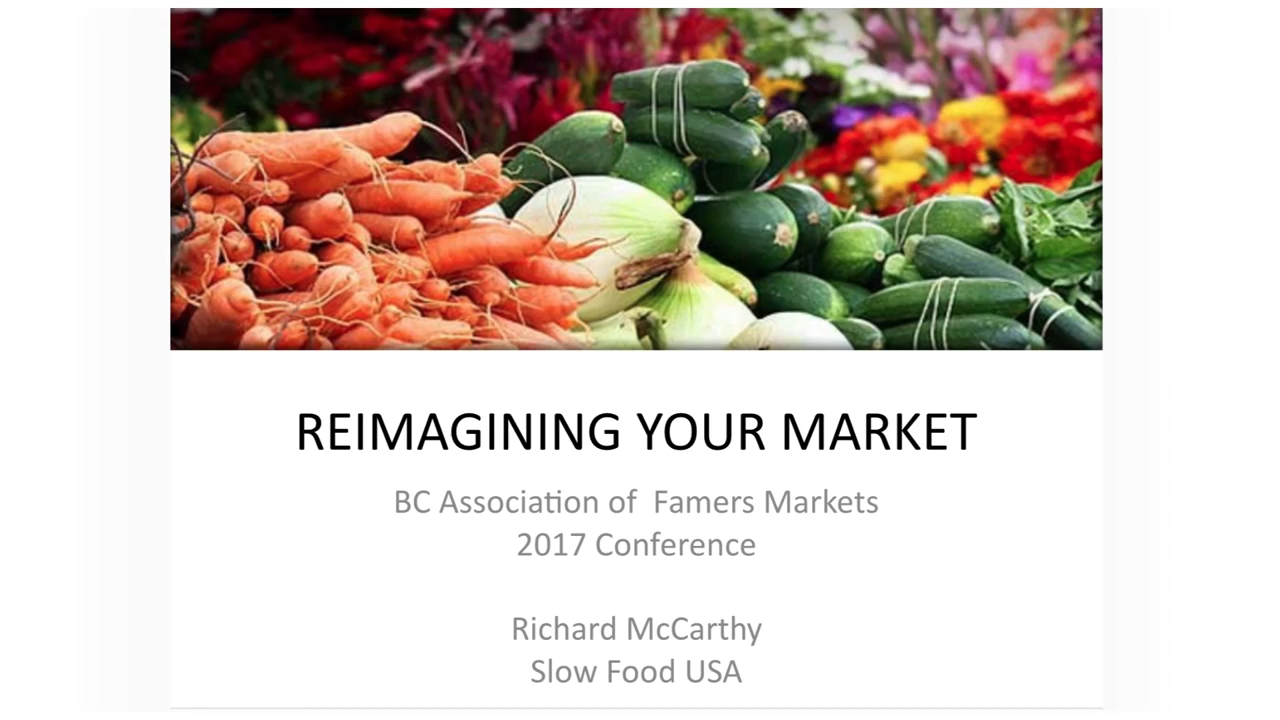 REIMAGINING YOUR MARKET
BC Association of  Famers Markets
2017 Conference
Richard McCarthy
Slow Food USA